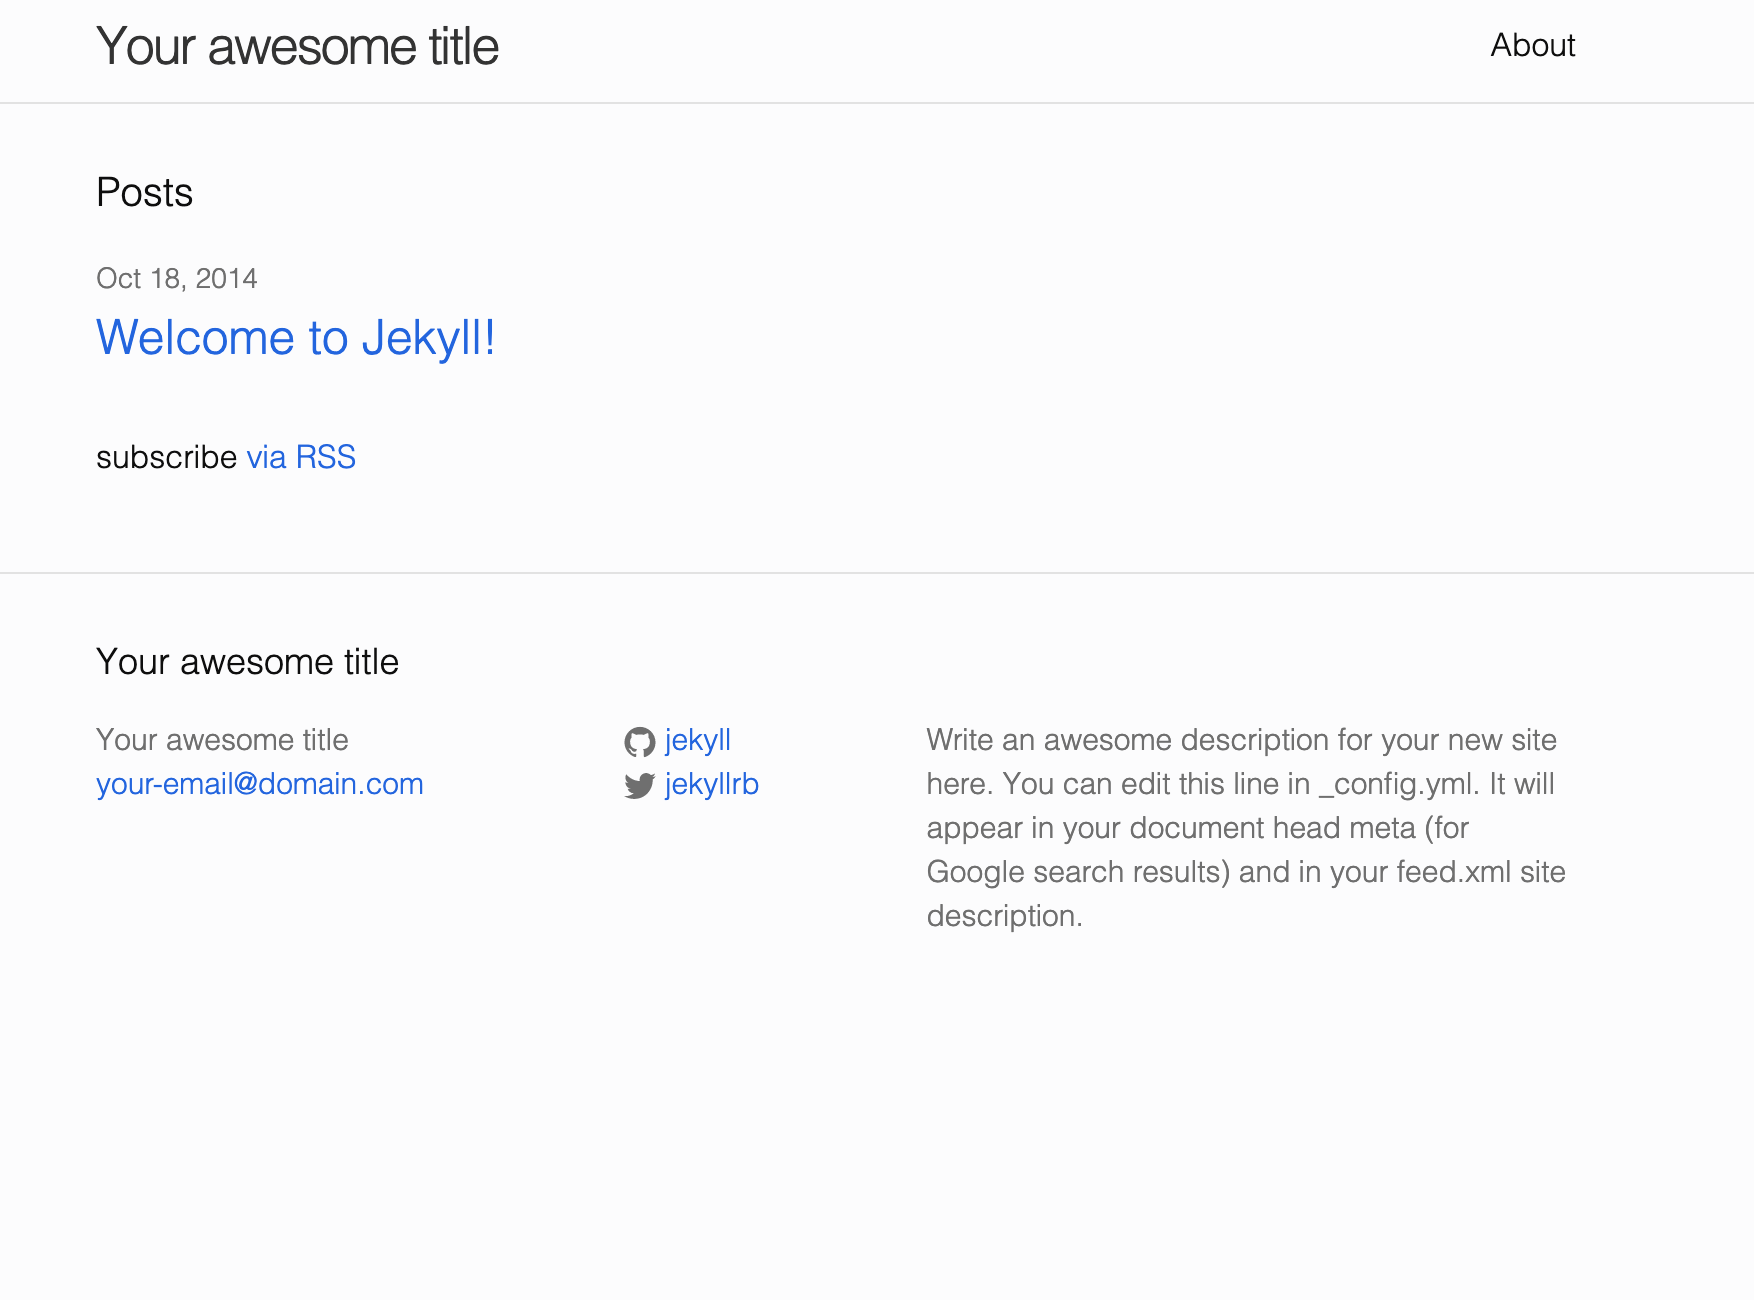 Your awesome title
About
Posts
Oct 18, 2014
Welcome to Jekyll!
subscribe via RSS
Your awesome title
Your awesome title
your-email@domain.com
jekyll
jekyllrb
Write an awesome description for your new site
here. You can edit this line in _config.yml. It will
appear in your document head meta (for
Google search results) and in your feed.xml site
description.